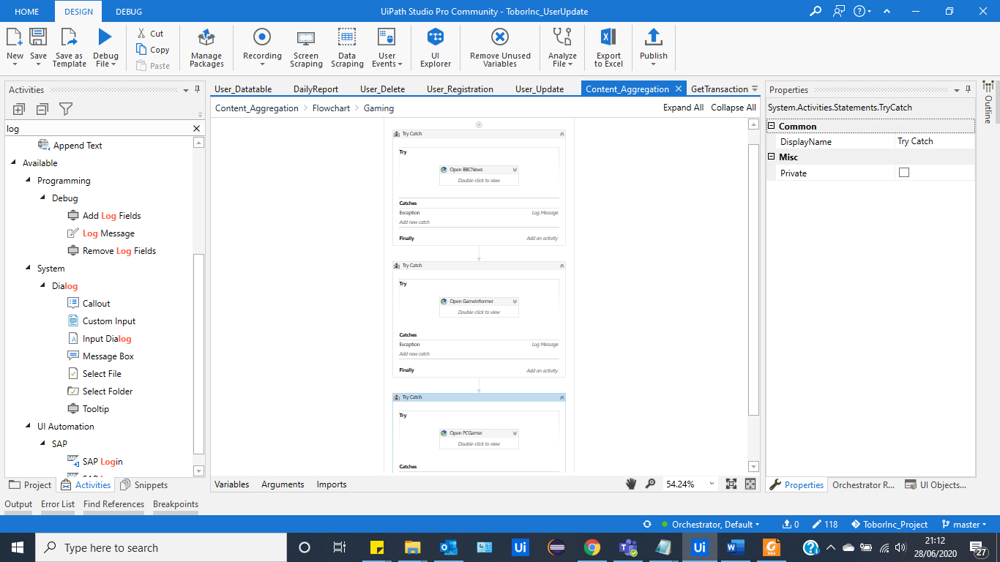 HOME DESIGN DEBUG UiPath Studio Pro Community - ToborInc_UserUpdate
New Save Save as Template Debug File
Cut
Copy
Paste
Manage Packages
Recording
Screen Scraping
Data Scraping
User Events
UI Explorer
Remove Unused Variables
Analyze File
Export to Excel
Publish
Activities
log
Append Text
Available
Programming
Debug
Add Log Fields
Log Message
Remove Log Fields
System
Dialog
Callout
Custom Input
Input Dialog
Message Box
Select File
Select Folder
Tooltip
UI Automation
SAP
SAP Login
Project Activities Snippets
User_Datatable DailyReport User_Delete User_Registration User_Update Content_Aggregation GetTransaction
Content_Aggregation Flowchart Gaming Expand All Collapse All
Try Catch
Try
Open BBCNews
Double-click to view
Catches
Exception Log Message
Add new catch
Finally Add an activity
Try Catch
Try
Open GameInformer
Double-click to view
Catches
Exception Log Message
Add new catch
Finally Add an activity
Try Catch
Try
Open PCGamer
Double-click to view
Catches
Variables Arguments Imports 54.24%
Properties
System.Activities.Statements.TryCatch
Common
DisplayName Try Catch
Misc
Private
Outline
Properties Orchestrator R... UI Objects...
Output Error List Find References Breakpoints
Orchestrator, Default 0 118 ToborInc_Project master
Type here to search
Ui
Ui
PDF
21:12
28/06/2020
27